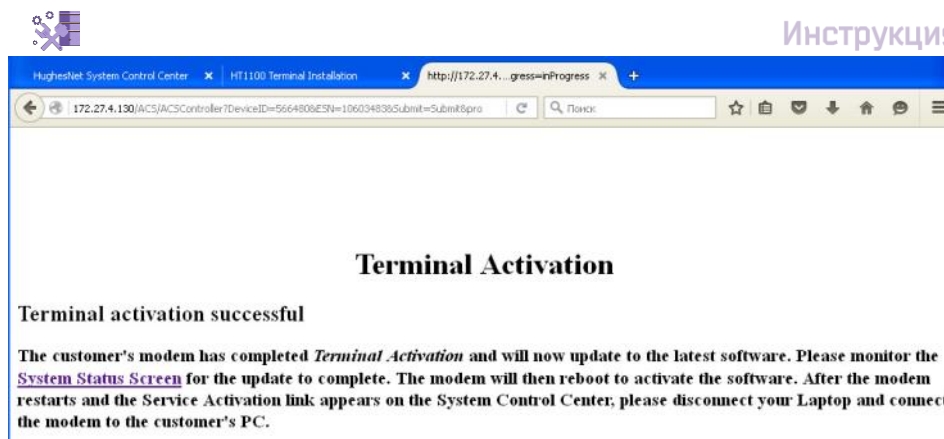 Инструкция
HughesNet System Control Center
HT1100 Terminal Installation
http://172.27.4....gress=inProgress
172.27.4.130/ACS/ACSController?DeviceID=566480&ESN=10603483&Submit=Submit&pro
Поиск
Terminal Activation
Terminal activation successful
The customer's modem has completed Terminal Activation and will now update to the latest software. Please monitor the
System Status Screen for the update to complete. The modem will then reboot to activate the software. After the modem
restarts and the Service Activation link appears on the System Control Center, please disconnect your Laptop and connect
the modem to the customer's PC.